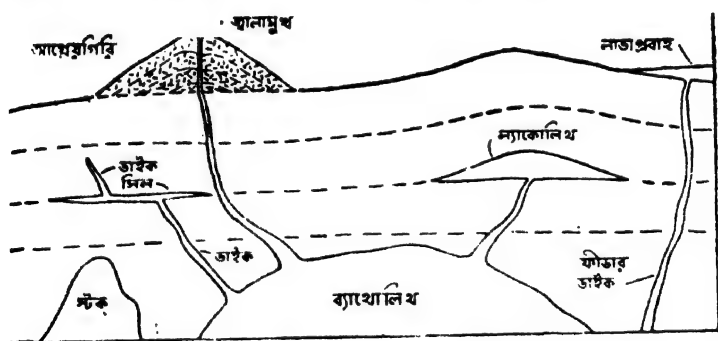 জ্বালামুখ
আগ্নেয়গিরি
লাভাপ্রবাহ
ল্যাকোলিথ
ডাইক
সিল
ডাইক
ফীডার
ডাইক
স্টক
ব্যাথোলিথ